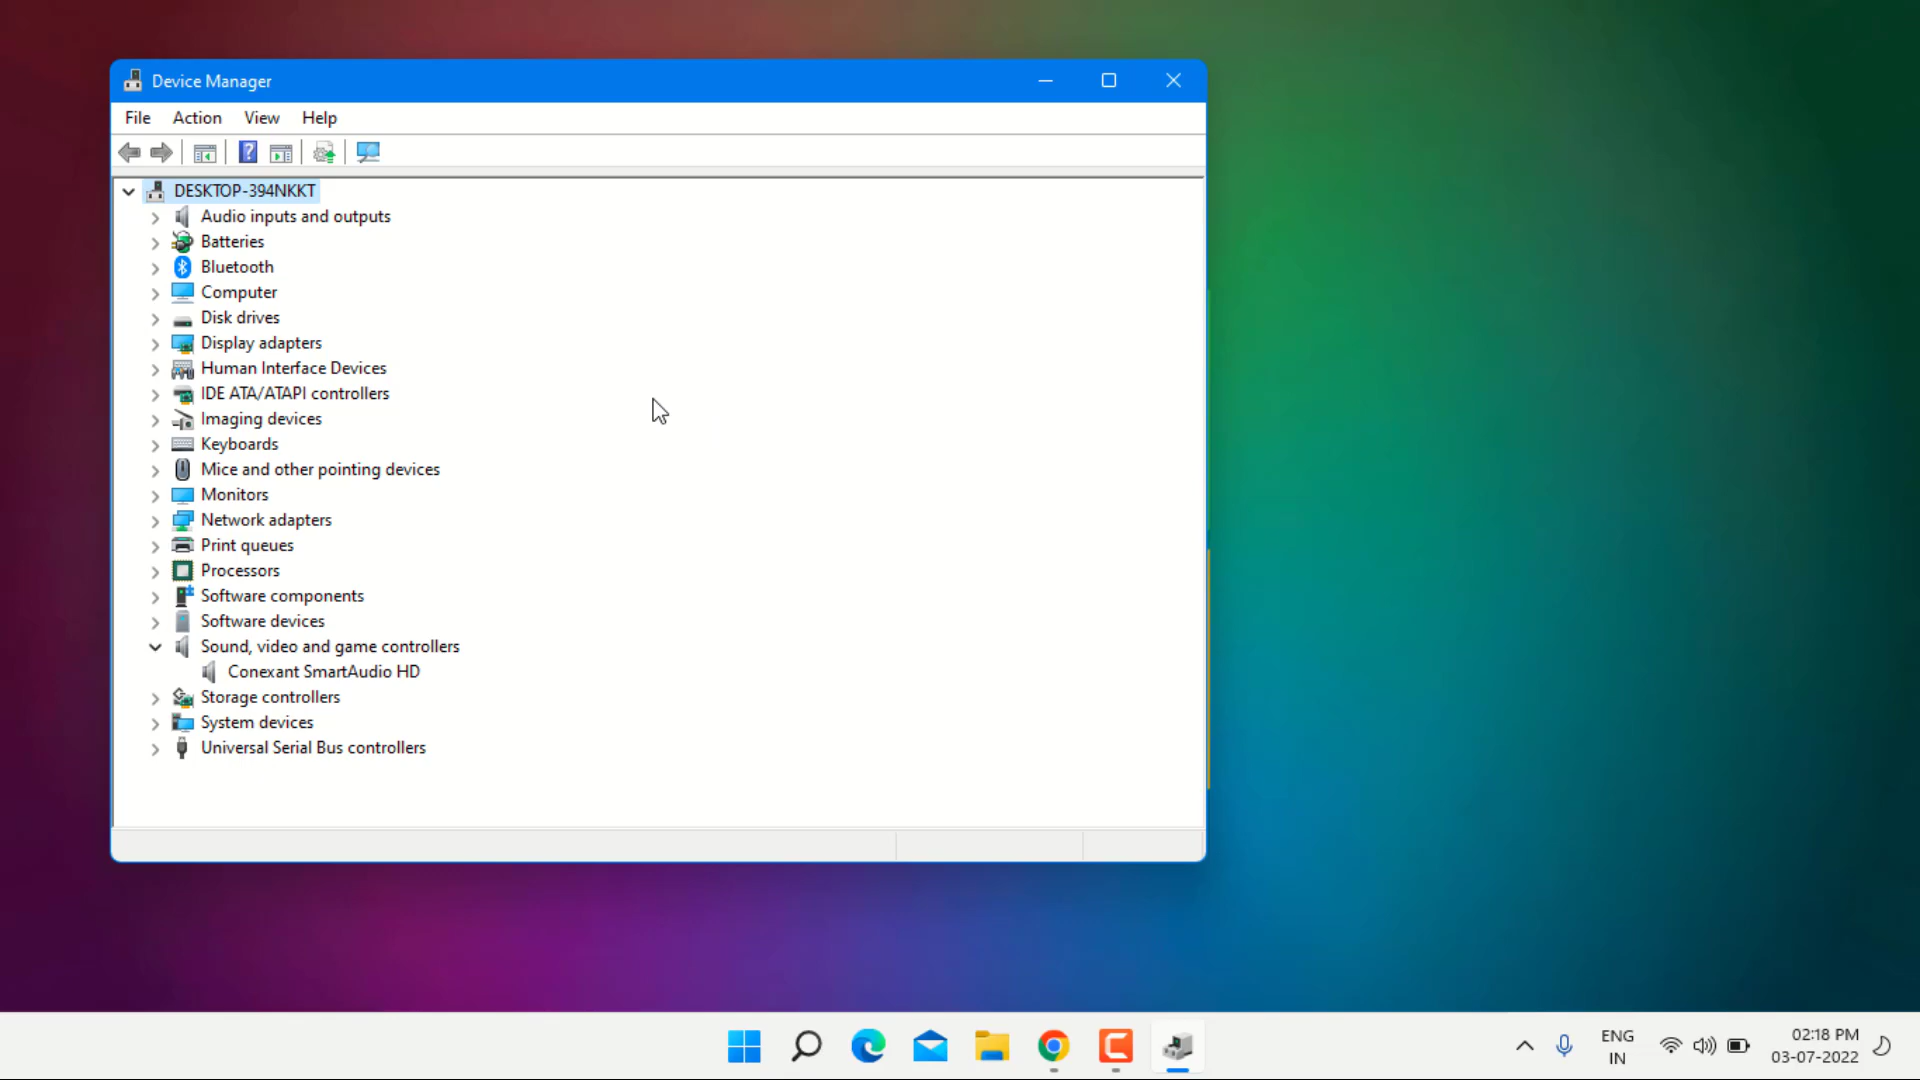 Device Manager
File Action View Help
DESKTOP-394NKKT
Audio inputs and outputs
Batteries
Bluetooth
Computer
Disk drives
Display adapters
Human Interface Devices
IDE ATA/ATAPI controllers
Imaging devices
Keyboards
Mice and other pointing devices
Monitors
Network adapters
Print queues
Processors
Software components
Software devices
Sound, video and game controllers
Conexant SmartAudio HD
Storage controllers
System devices
Universal Serial Bus controllers
ENG
IN
02:18 PM
03-07-2022